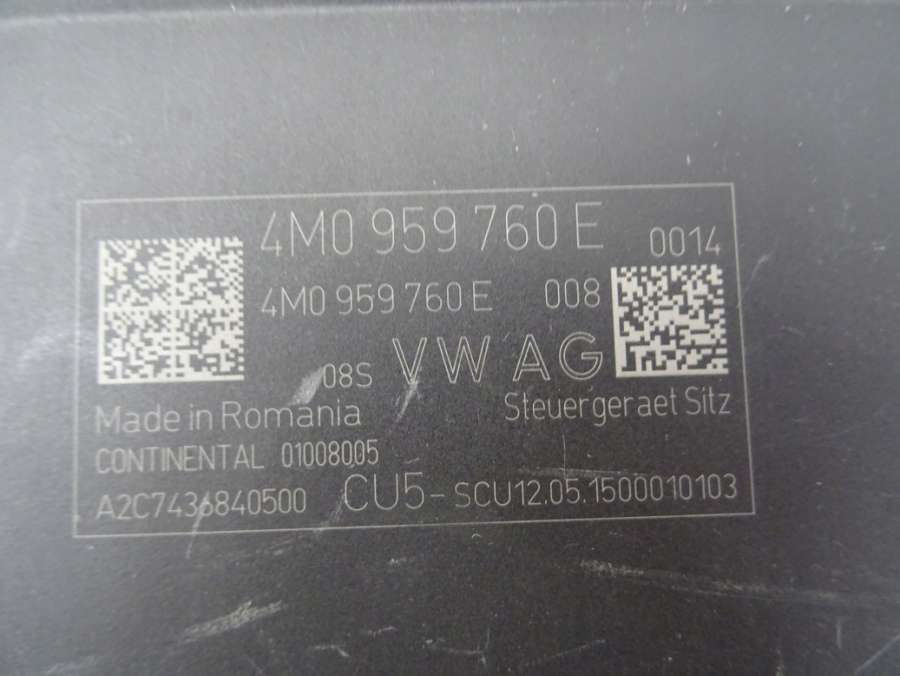 4M0 959 760 E 0014
4M0 959 760 E 008
08S VW AG
Made in Romania Steuergeraet Sitz
CONTINENTAL 01008005
A2C7436840500 CU5-SCU12.05.1500010103